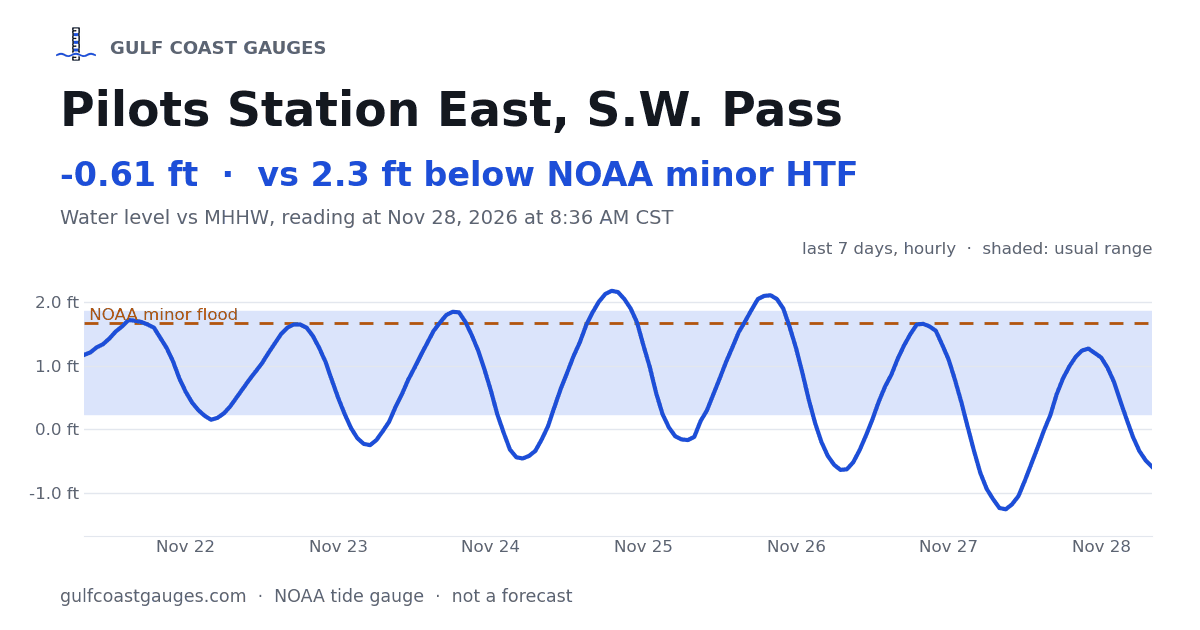 GULF COAST GAUGES
Pilots Station East, S.W. Pass
-0.61 ft · vs 2.3 ft below NOAA minor HTF
Water level vs MHHW, reading at Nov 28, 2026 at 8:36 AM CST
last 7 days, hourly · shaded: usual range
2.0 ft
NOAA minor flood
1.0 ft
0.0 ft
-1.0 ft
Nov 22 Nov 23 Nov 24 Nov 25 Nov 26 Nov 27 Nov 28
gulfcoastgauges.com · NOAA tide gauge · not a forecast